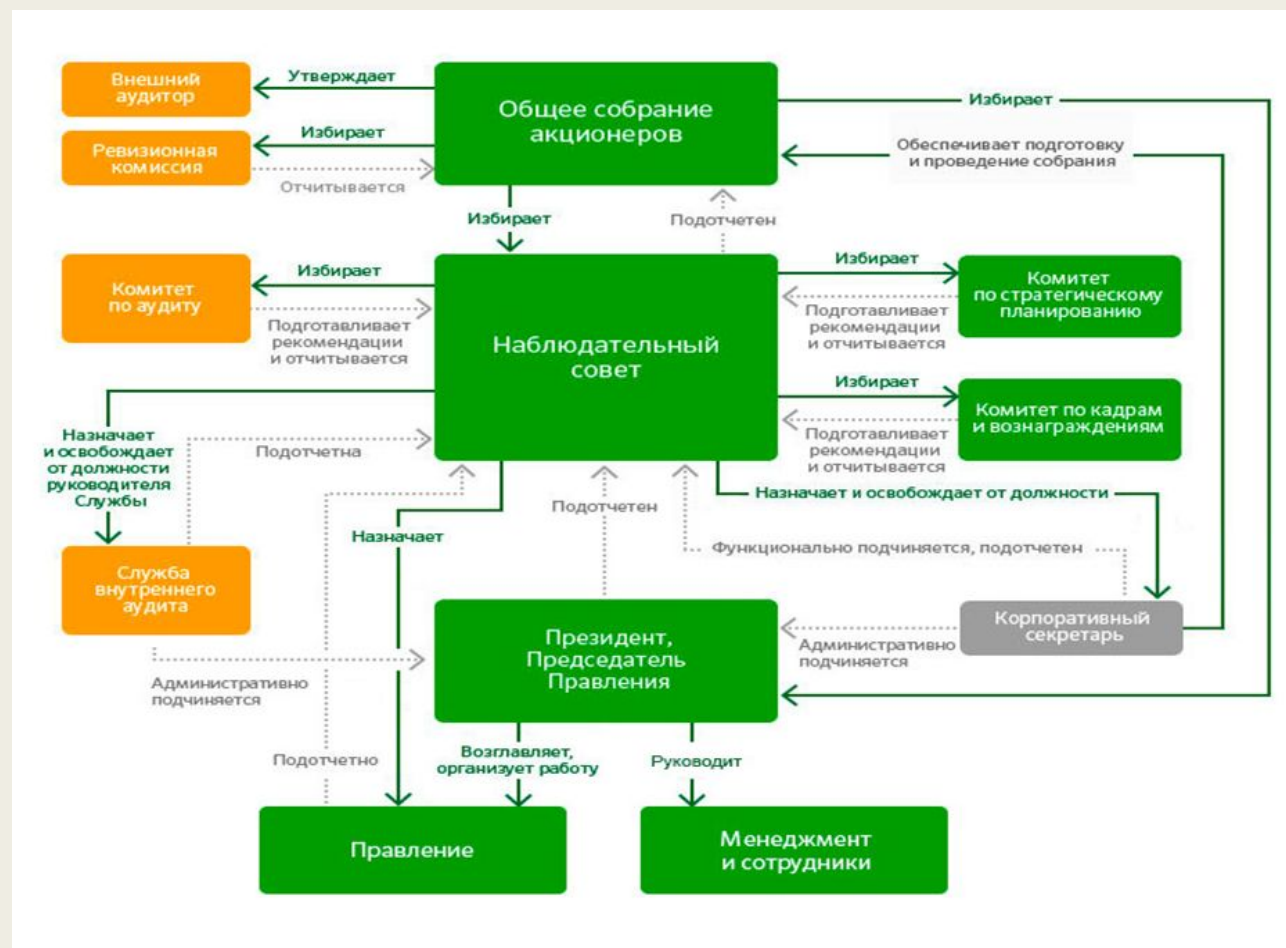 Внешний
аудитор
Утверждает
Общее собрание
акционеров
Избирает
Ревизионная
комиссия
Избирает
Отчитывается
Обеспечивает подготовку
и проведение собрания
Избирает
Подотчетен
Комитет
по аудиту
Избирает
Подготавливает
рекомендации
и отчитывается
Наблюдательный
совет
Избирает
Подготавливает
рекомендации
и отчитывается
Комитет
по стратегическому
планированию
Избирает
Подготавливает
рекомендации
и отчитывается
Комитет по кадрам
и вознаграждениям
Назначает
и освобождает
от должности
руководителя
Службы
Подотчетна
Назначает
Подотчетен
Назначает и освобождает от должности
Функционально подчиняется, подотчетен
Служба
внутреннего
аудита
Президент,
Председатель
Правления
Административно
подчиняется
Корпоративный
секретарь
Административно
подчиняется
Подотчетно
Возглавляет,
организует работу
Руководит
Правление
Менеджмент
и сотрудники